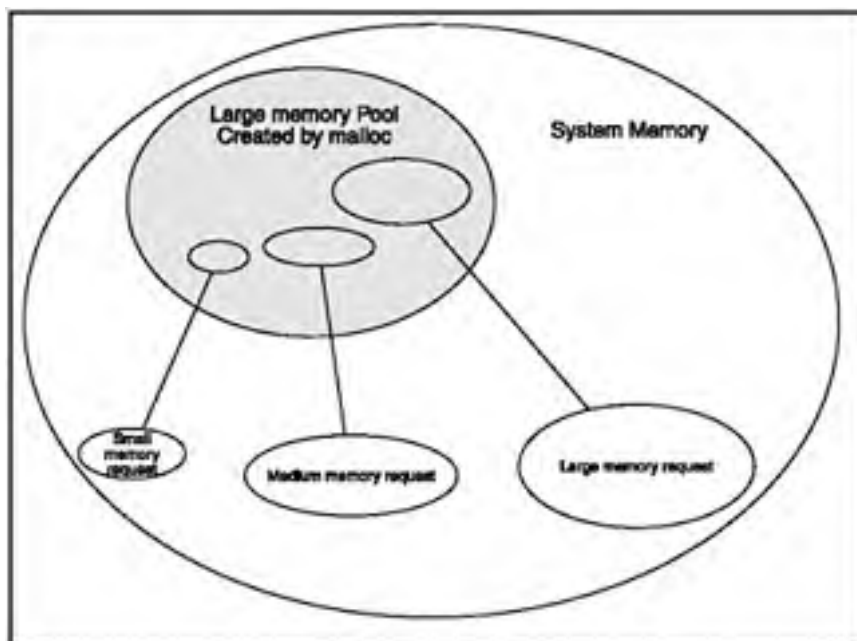 Large memory Pool
Created by malloc
System Memory
Small
memory
request
Medium memory request
Large memory request